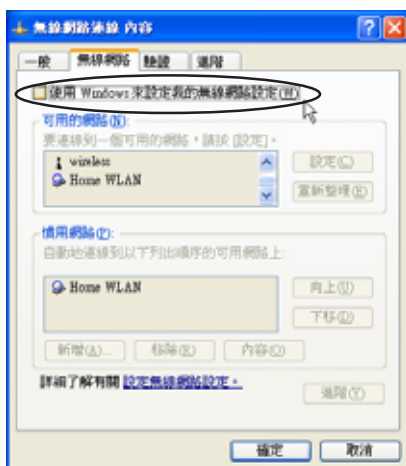 無線網路連線 內容
一般 無線網路 驗證 進階
使用 Windows 來設定我的無線網路設定(W)
可用的網路(N):
要連線到一個可用的網路，請按 [設定]。
wireless
Home WLAN
設定(C)
重新整理(E)
慣用網路(P):
自動地連線到以下列出順序的可用網路上:
Home WLAN
向上(U)
下移(D)
新增(A)... 移除(R) 內容(O)
詳細了解有關 設定無線網路設定。
進階(Y)
確定 取消